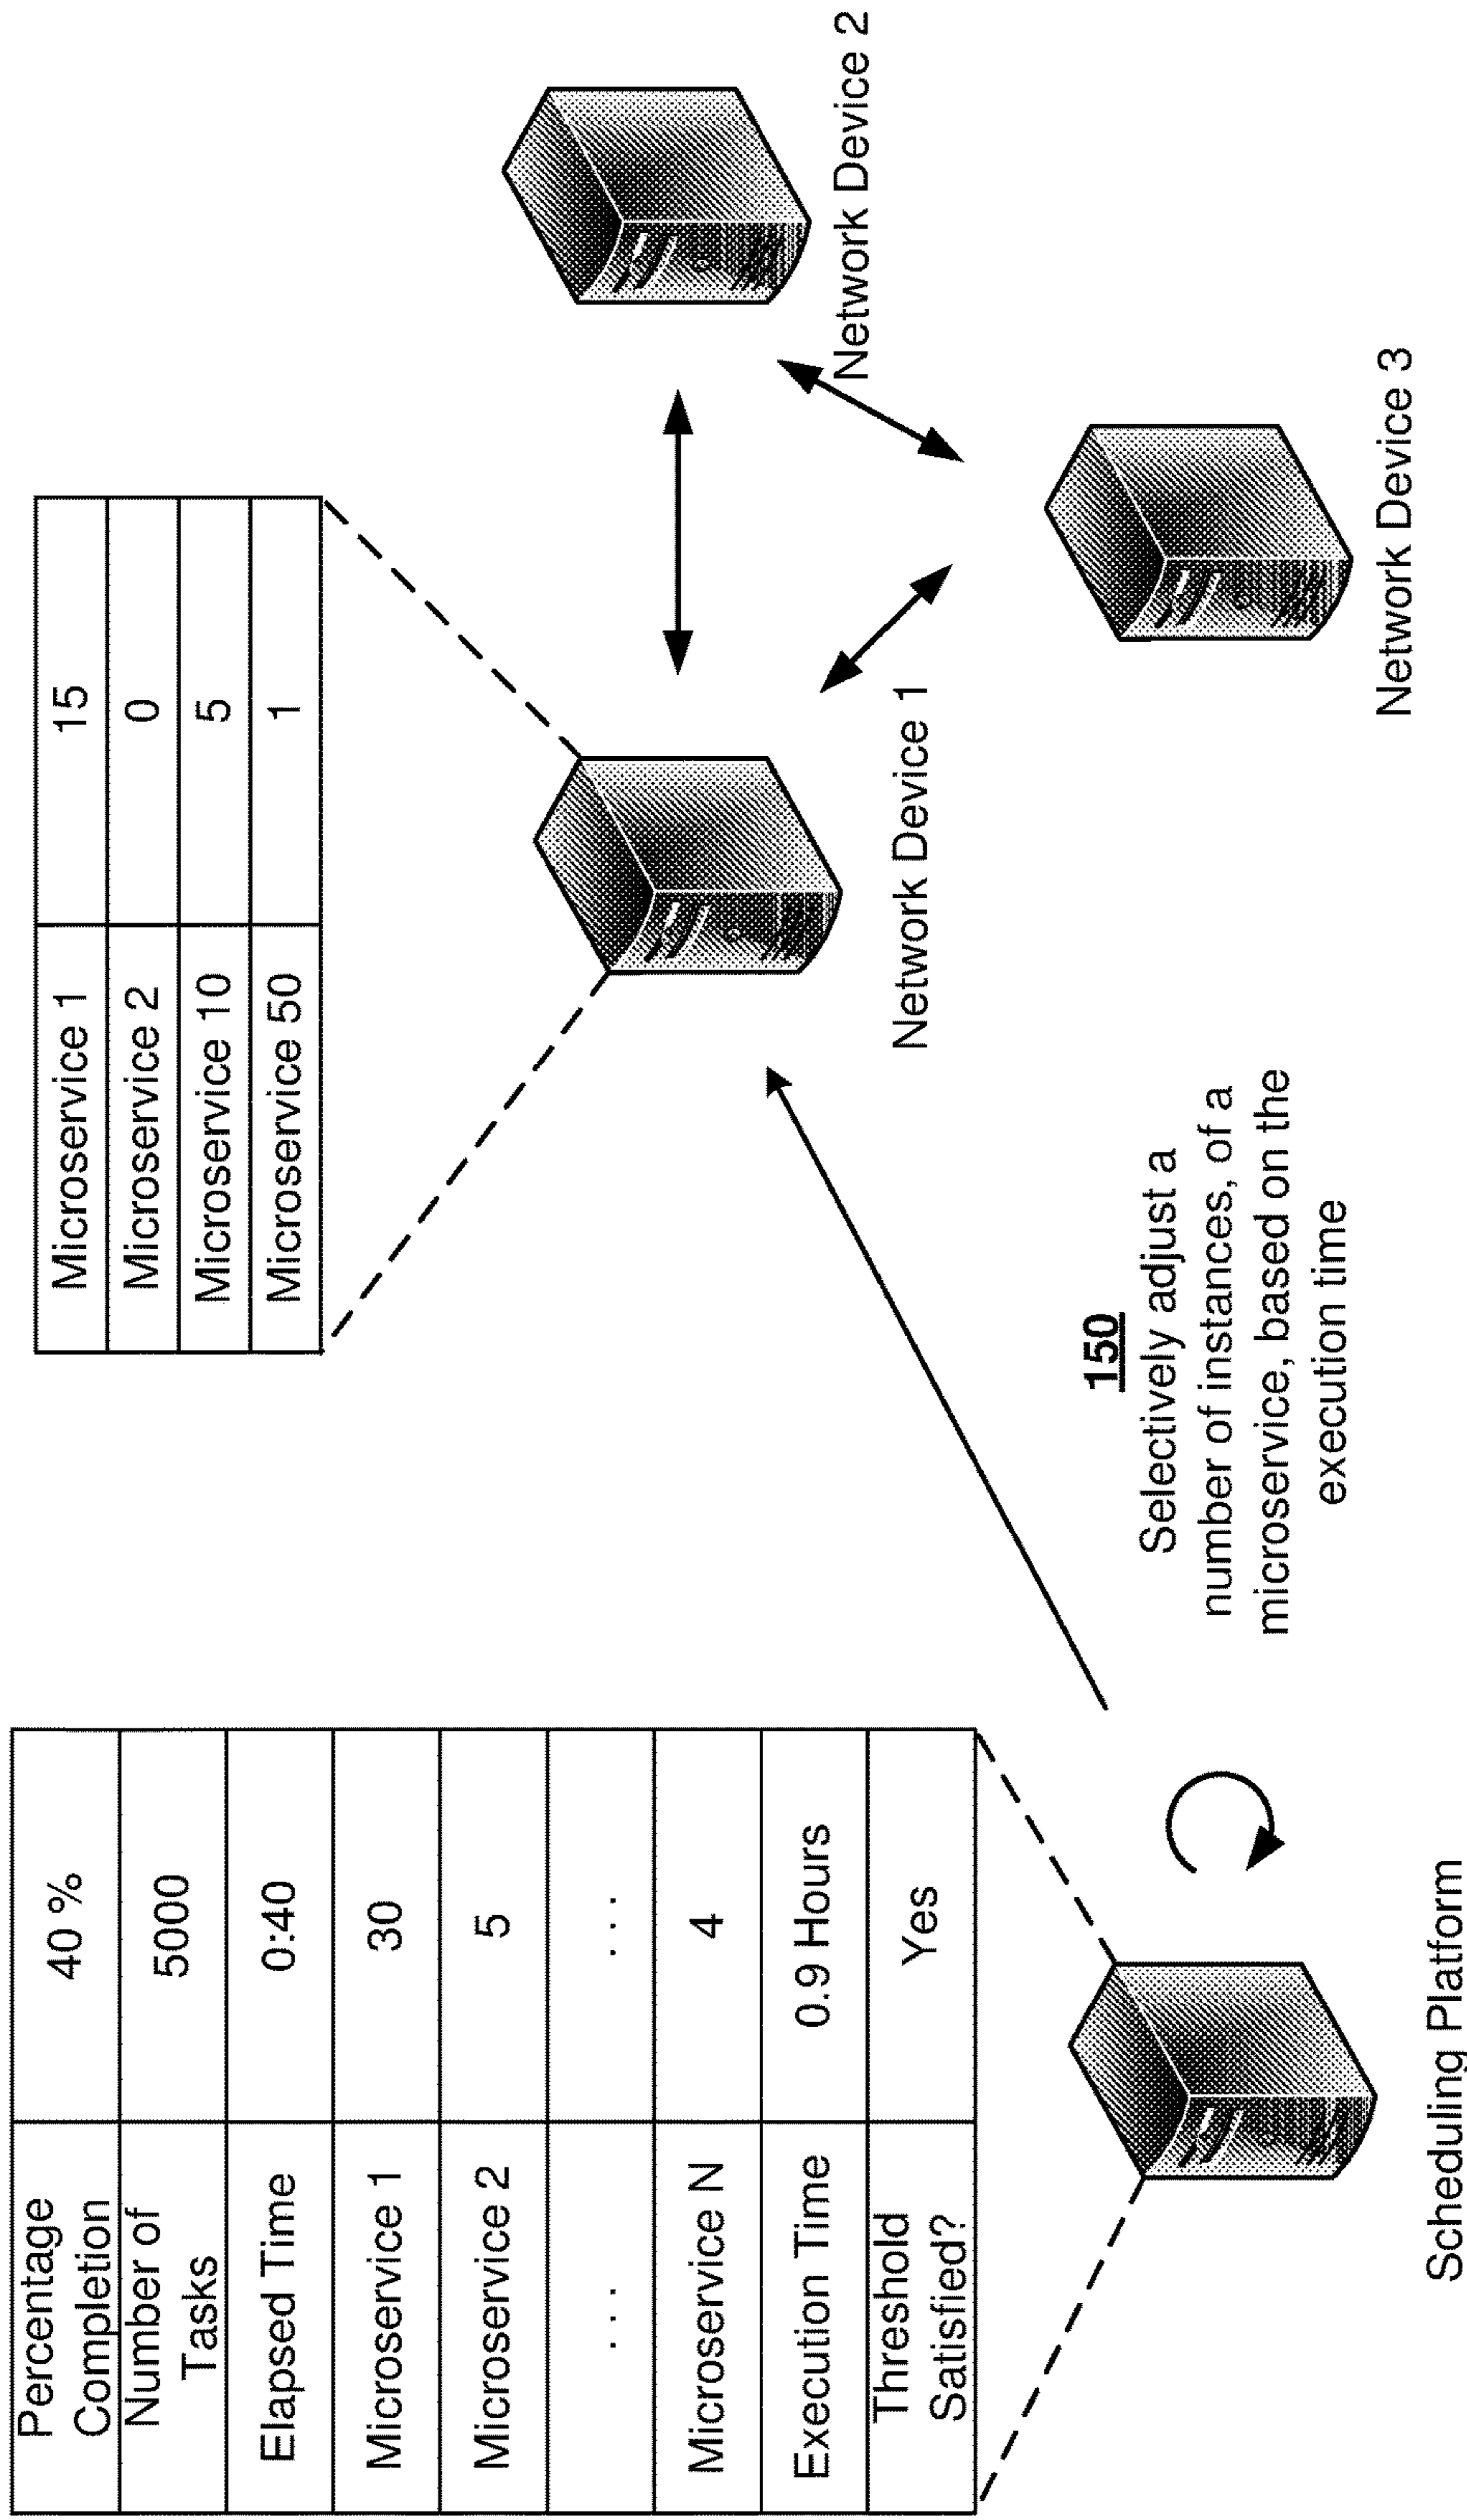 Percentage
Completion
40 %
Number of
Tasks
5000
Elapsed Time
0:40
Microservice 1
30
Microservice 2
5
. . .
. . .
Microservice N
4
Execution Time
0.9 Hours
Threshold
Satisfied?
Yes
Scheduling Platform
150
Selectively adjust a
number of instances, of a
microservice, based on the
execution time
Microservice 1
15
Microservice 2
0
Microservice 10
5
Microservice 50
1
Network Device 1
Network Device 2
Network Device 3